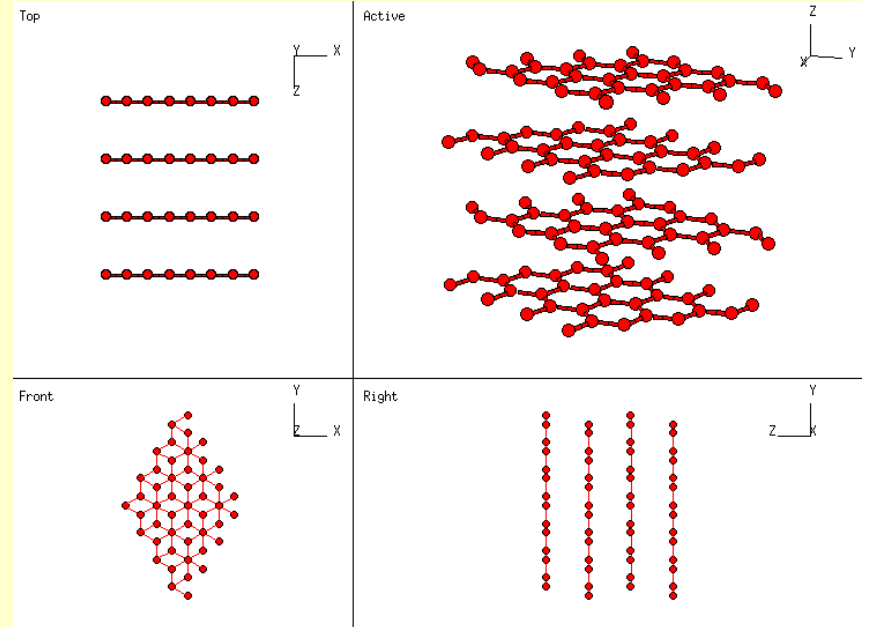 Top
Y X
Z
Active
Z
X Y
Front
Y
Z X
Right
Y
Z X